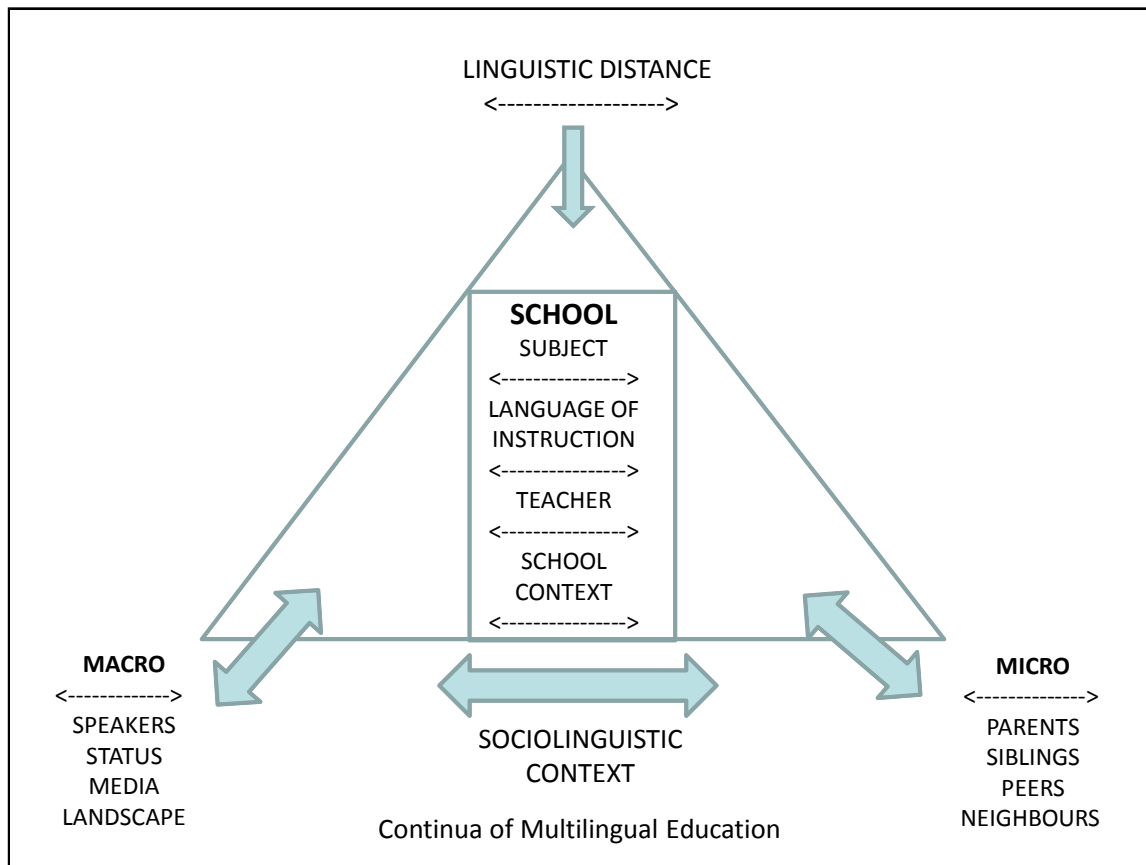 LINGUISTIC DISTANCE
<------------------->
SCHOOL
SUBJECT
<---------------->
LANGUAGE OF
INSTRUCTION
<---------------->
TEACHER
<---------------->
SCHOOL
CONTEXT
<---------------->
MACRO
<------------->
SPEAKERS
STATUS
MEDIA
LANDSCAPE
SOCIOLINGUISTIC
CONTEXT
MICRO
<-------------->
PARENTS
SIBLINGS
PEERS
NEIGHBOURS
Continua of Multilingual Education